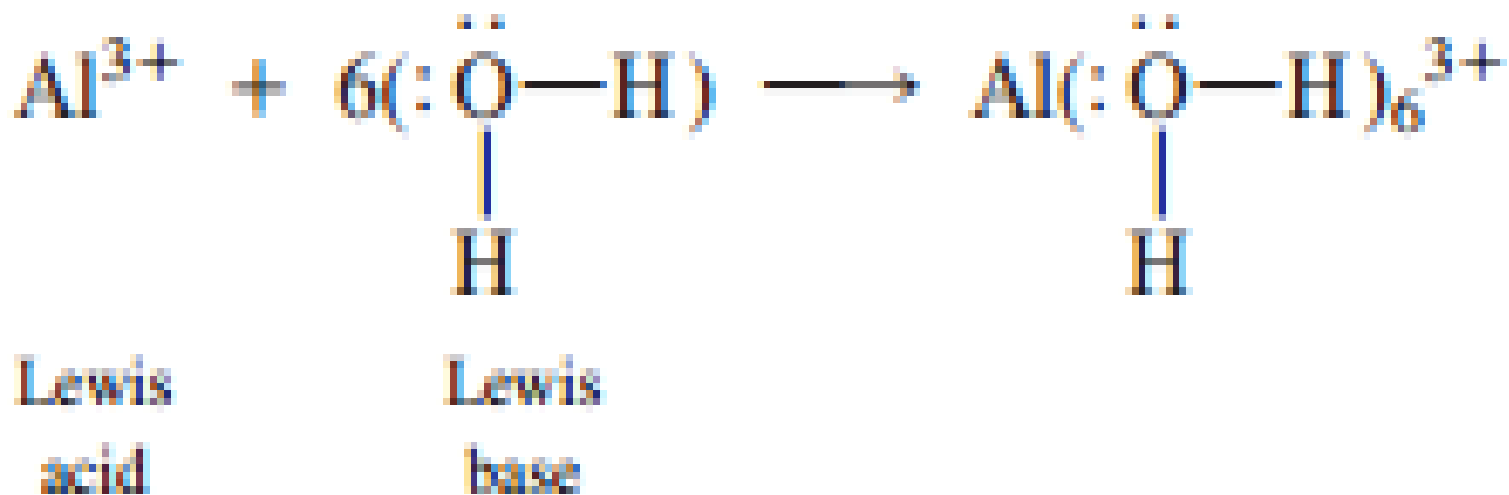 Al³⁺ + 6(:Ö—H) ⟶ Al(:Ö—H)₆³⁺
H H
Lewis Lewis
acid base